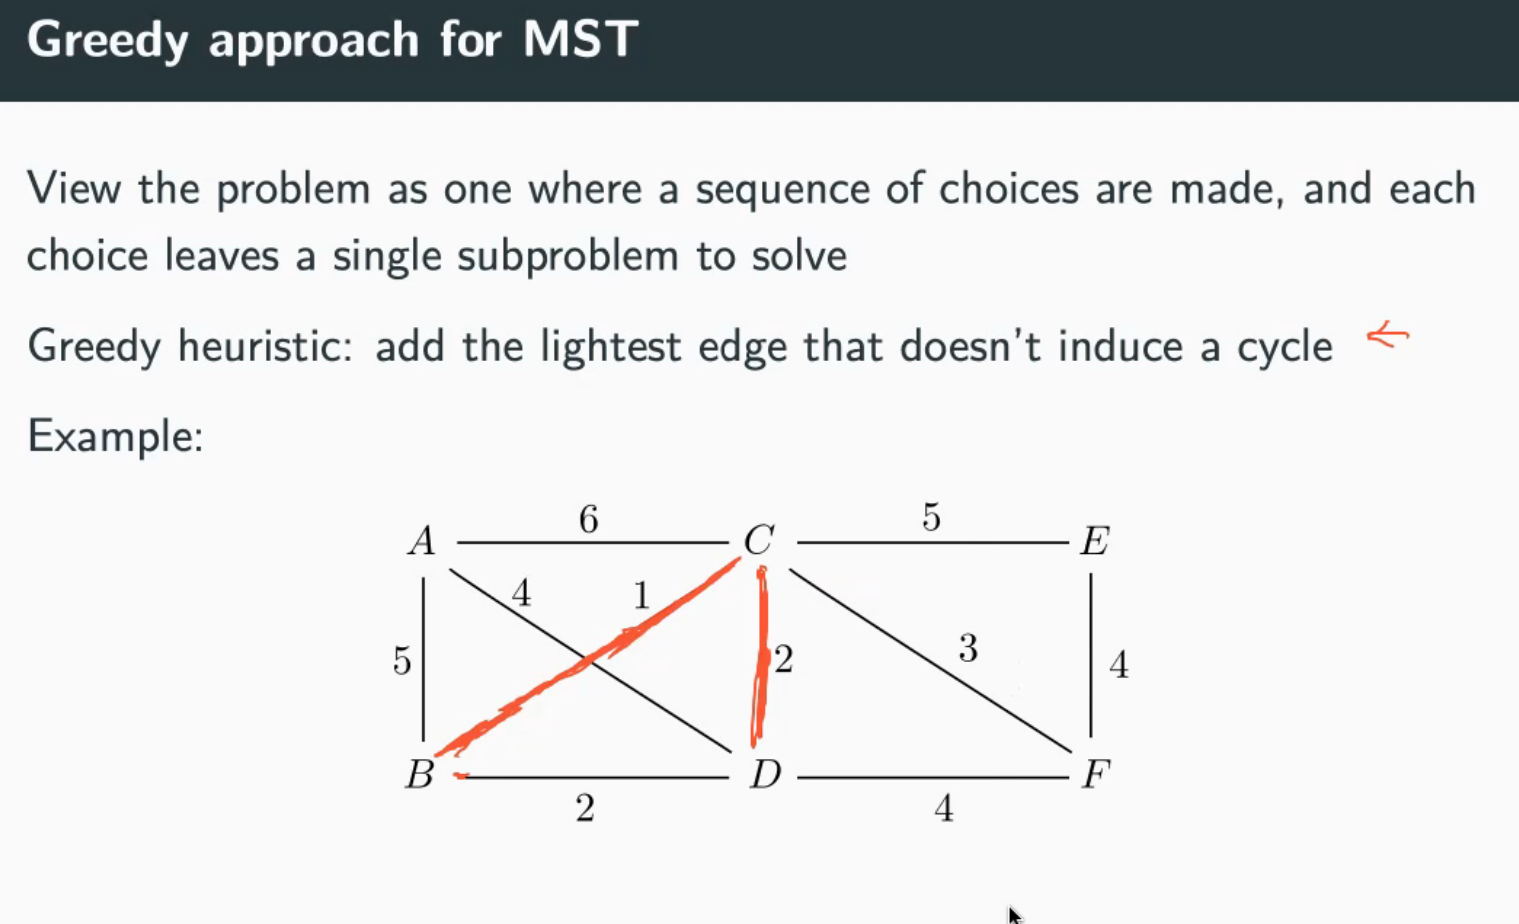 Greedy approach for MST
View the problem as one where a sequence of choices are made, and each
choice leaves a single subproblem to solve
Greedy heuristic: add the lightest edge that doesn't induce a cycle
Example:
6 5
A C E
4 1
5 2 3 4
B D F
2 4